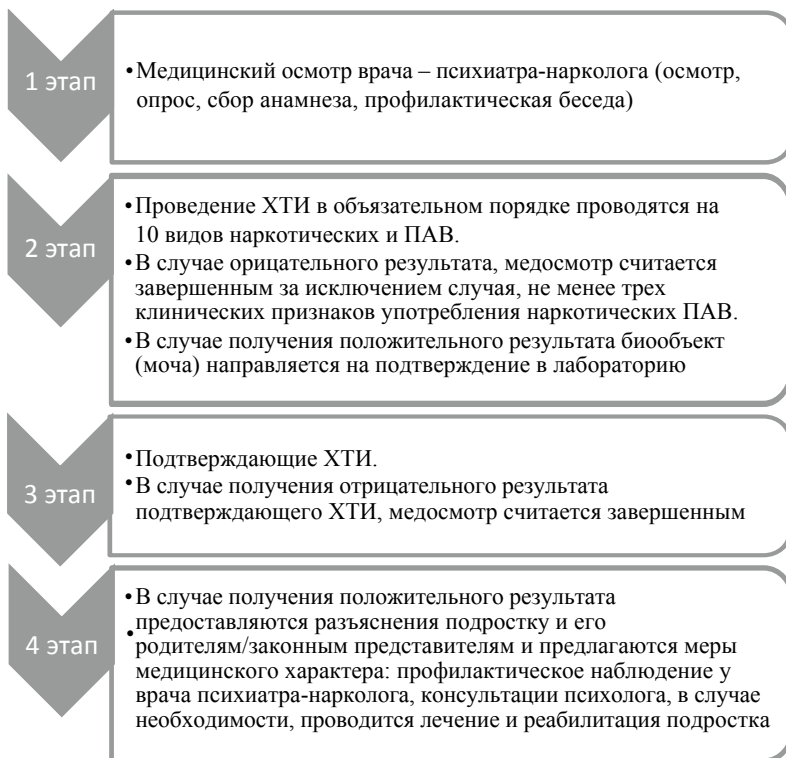 1 этап
•Медицинский осмотр врача – психиатра-нарколога (осмотр,
опрос, сбор анамнеза, профилактическая беседа)
2 этап
•Проведение ХТИ в объязательном порядке проводятся на
10 видов наркотических и ПАВ.
•В случае орицательного результата, медосмотр считается
завершенным за исключением случая, не менее трех
клинических признаков употребления наркотических ПАВ.
•В случае получения положительного результата биообъект
(моча) направляется на подтверждение в лабораторию
3 этап
•Подтверждающие ХТИ.
•В случае получения отрицательного результата
подтверждающего ХТИ, медосмотр считается завершенным
4 этап
•В случае получения положительного результата
предоставляются разъяснения подростку и его
•родителям/законным представителям и предлагаются меры
медицинского характера: профилактическое наблюдение у
врача психиатра-нарколога, консультации психолога, в случае
необходимости, проводится лечение и реабилитация подростка